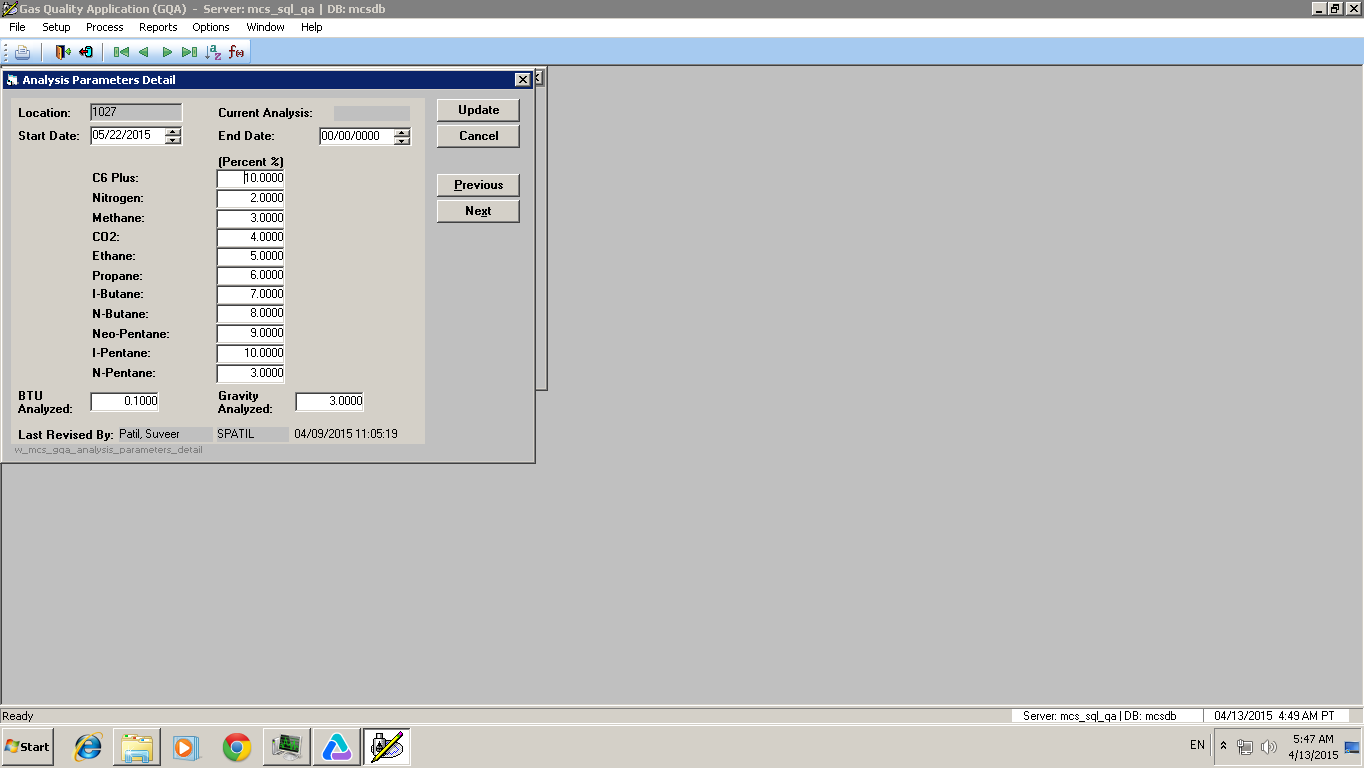 Gas Quality Application (GQA) - Server: mcs_sql_qa | DB: mcsdb
File Setup Process Reports Options Window Help
Analysis Parameters Detail
Location: 1027 Current Analysis: Update
Start Date: 05/22/2015 End Date: 00/00/0000 Cancel
(Percent %)
C6 Plus: 10.0000 Previous
Nitrogen: 2.0000
Methane: 3.0000 Next
CO2: 4.0000
Ethane: 5.0000
Propane: 6.0000
I-Butane: 7.0000
N-Butane: 8.0000
Neo-Pentane: 9.0000
I-Pentane: 10.0000
N-Pentane: 3.0000
BTU Analyzed: 0.1000 Gravity Analyzed: 3.0000
Last Revised By: Patil, Suveer SPATIL 04/09/2015 11:05:19
w_mcs_gqa_analysis_parameters_detail
Ready Server: mcs_sql_qa | DB: mcsdb 04/13/2015 4:49 AM PT
Start EN 5:47 AM
4/13/2015